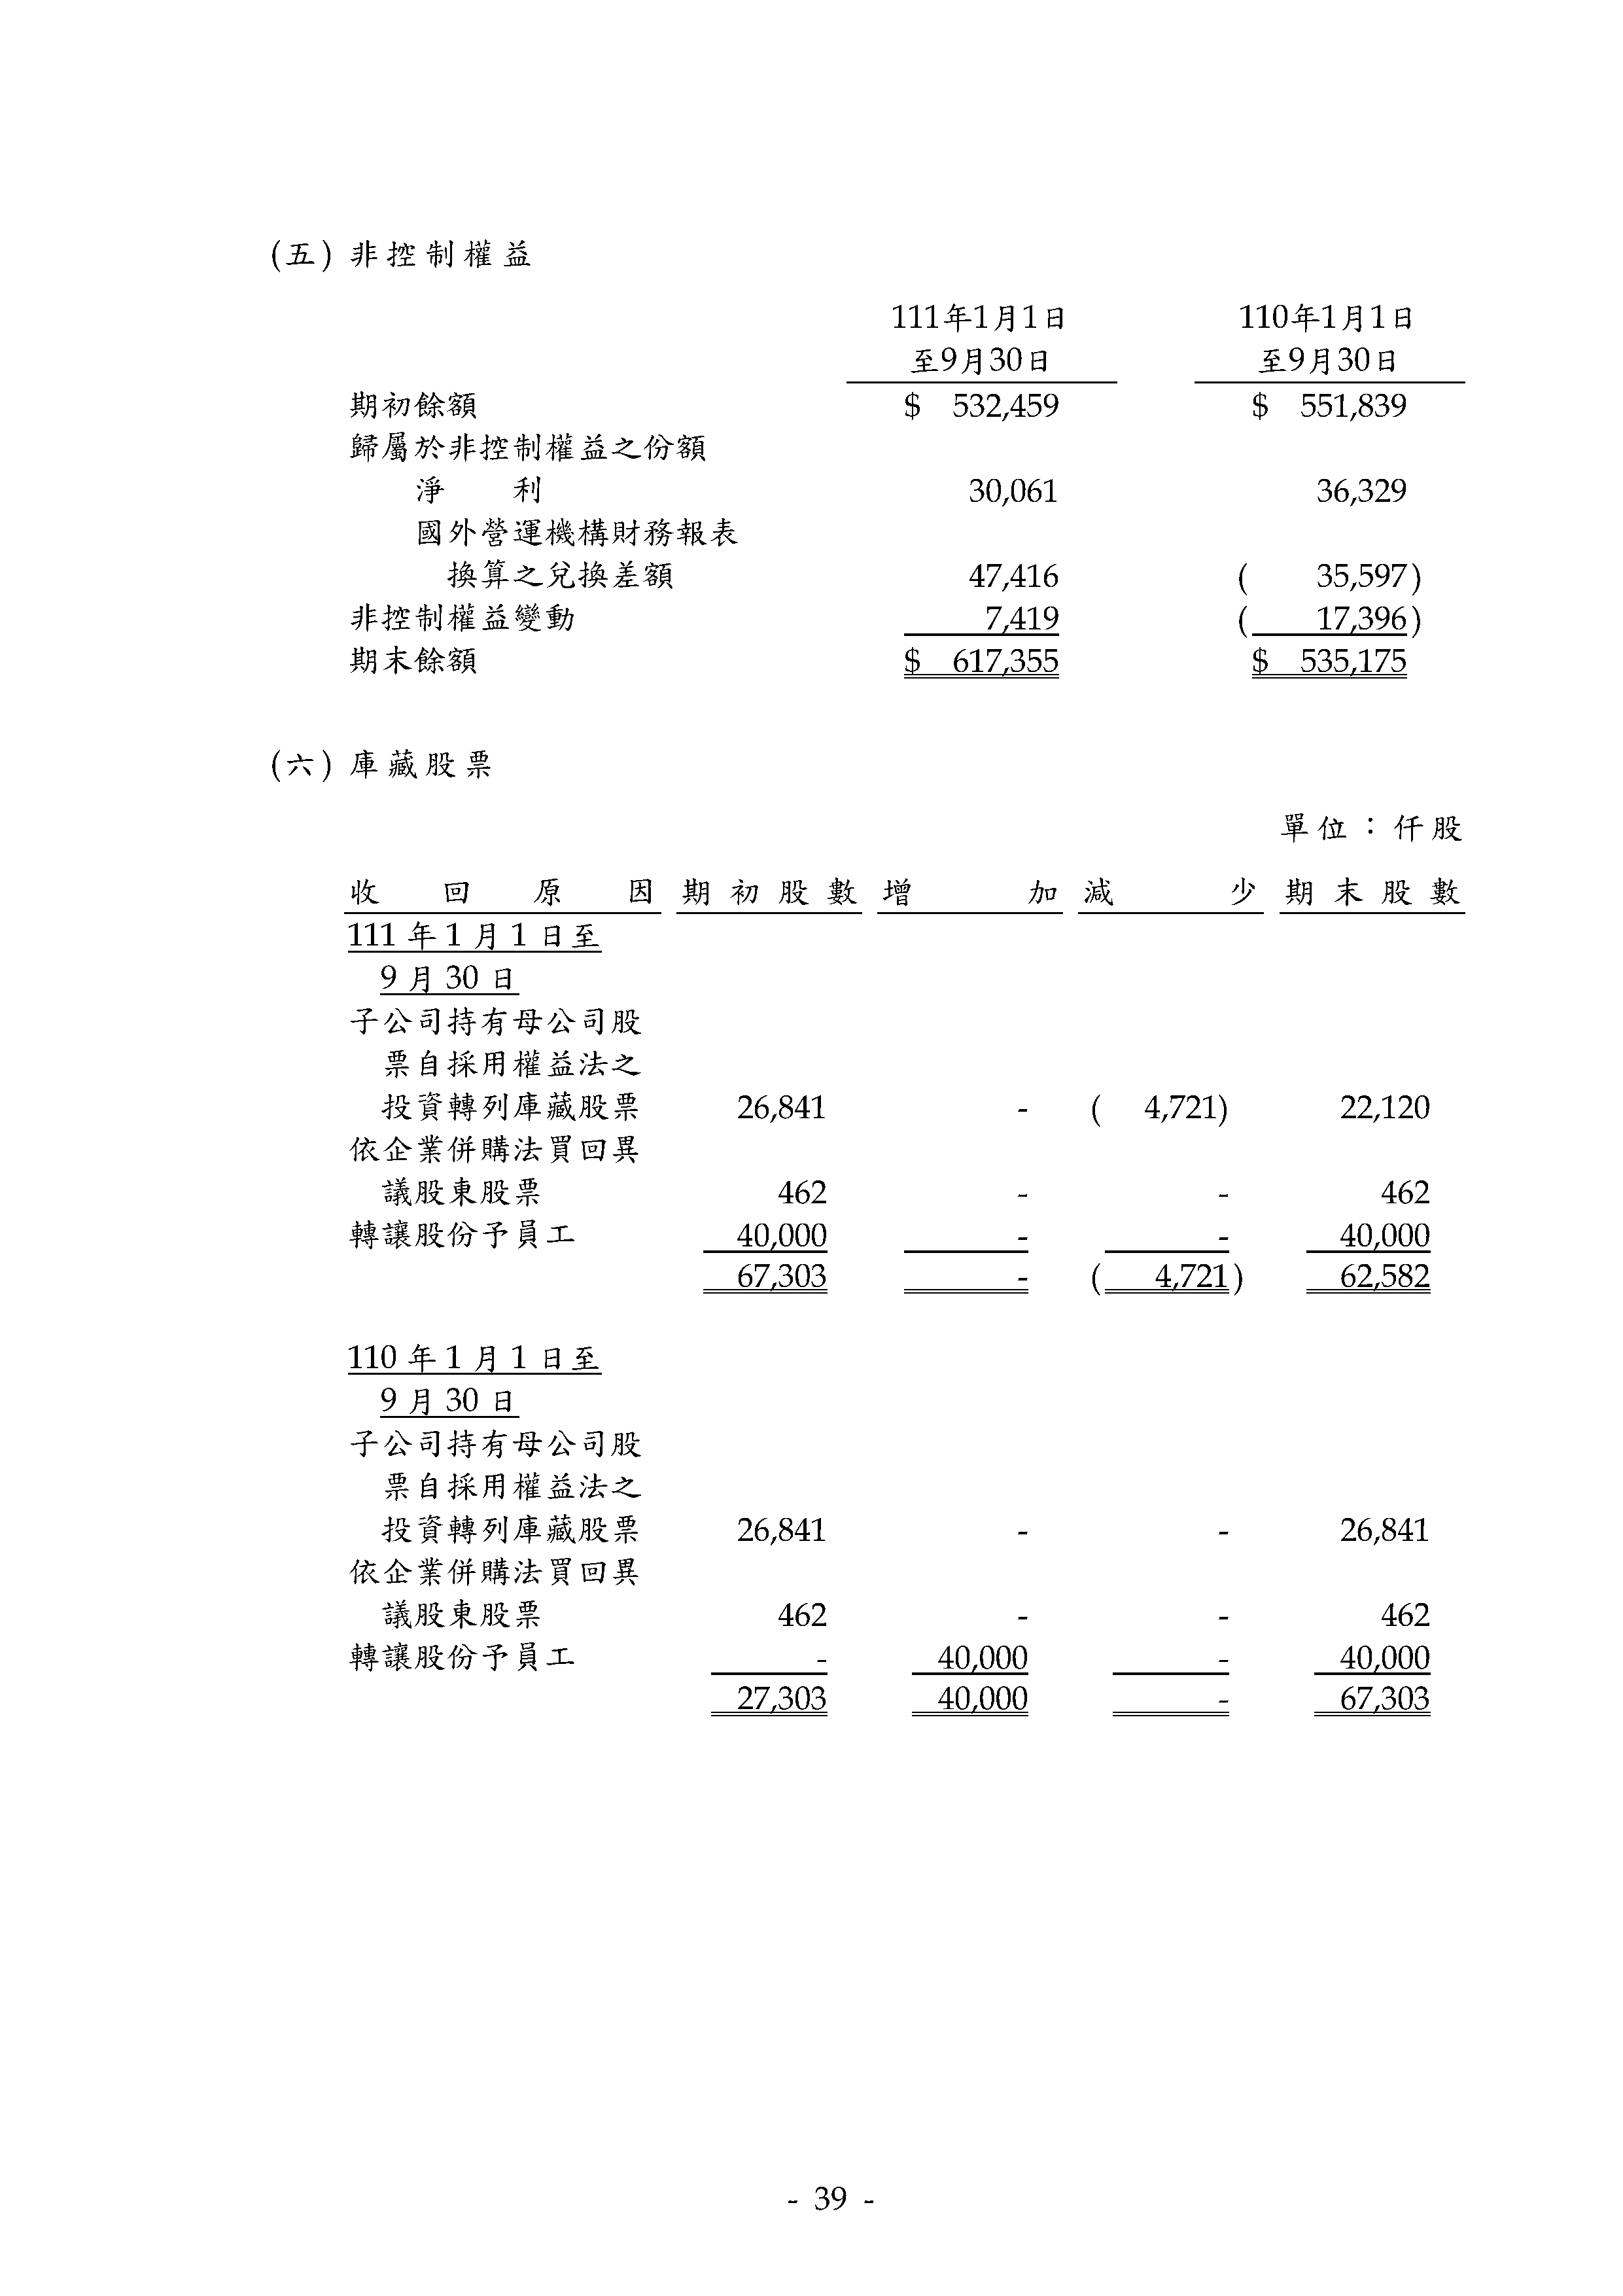 (五) 非控制權益
111年1月1日 110年1月1日
至9月30日 至9月30日
期初餘額 $ 532,459 $ 551,839
歸屬於非控制權益之份額
淨 利 30,061 36,329
國外營運機構財務報表
換算之兌換差額 47,416 ( 35,597)
非控制權益變動 7,419 ( 17,396)
期末餘額 $ 617,355 $ 535,175
(六) 庫藏股票
單位：仟股
收回原因 期初股數 增加 減少 期末股數
111 年 1 月 1 日至
9 月 30 日
子公司持有母公司股
票自採用權益法之
投資轉列庫藏股票 26,841 - ( 4,721) 22,120
依企業併購法買回異
議股東股票 462 - - 462
轉讓股份予員工 40,000 - - 40,000
67,303 - ( 4,721) 62,582
110 年 1 月 1 日至
9 月 30 日
子公司持有母公司股
票自採用權益法之
投資轉列庫藏股票 26,841 - - 26,841
依企業併購法買回異
議股東股票 462 - - 462
轉讓股份予員工 - 40,000 - 40,000
27,303 40,000 - 67,303
- 39 -